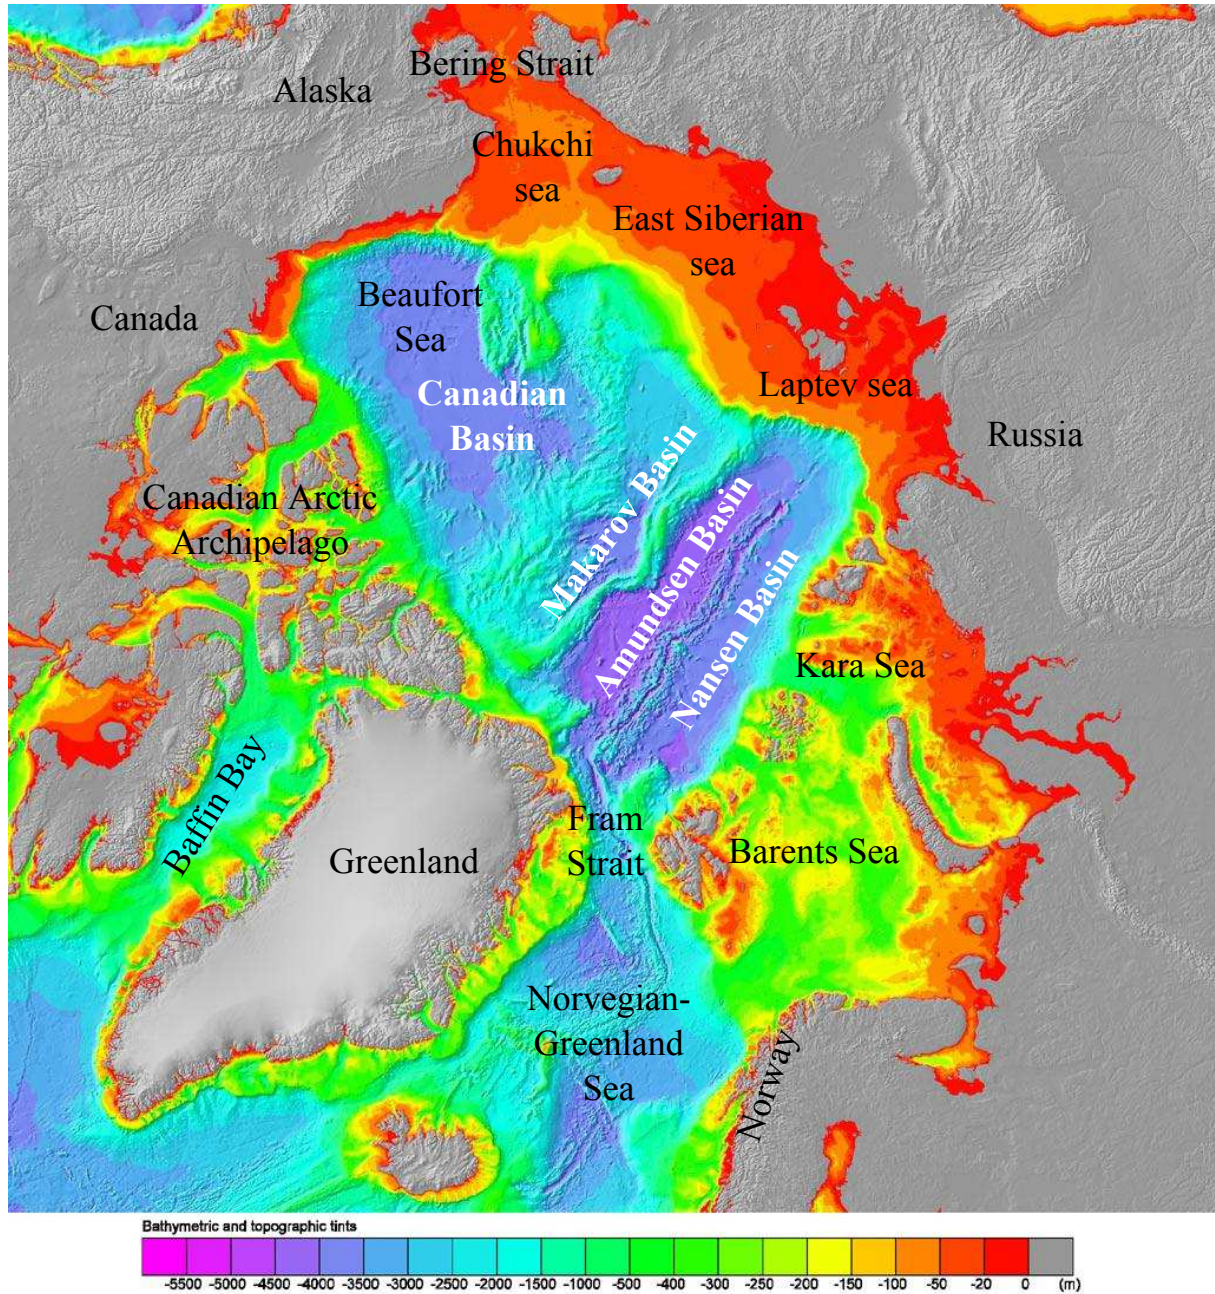 Bering Strait
Alaska
Chukchi
sea
East Siberian
sea
Beaufort
Sea
Canada
Canadian
Basin
Laptev sea
Russia
Makarov Basin
Canadian Arctic
Archipelago
Amundsen Basin
Nansen Basin
Kara Sea
Baffin Bay
Fram
Strait
Greenland
Barents Sea
Norvegian-
Greenland
Sea
Norway
Bathymetric and topographic tints
-5500 -5000 -4500 -4000 -3500 -3000 -2500 -2000 -1500 -1000 -500 -400 -300 -250 -200 -150 -100 -50 -20 0 (m)